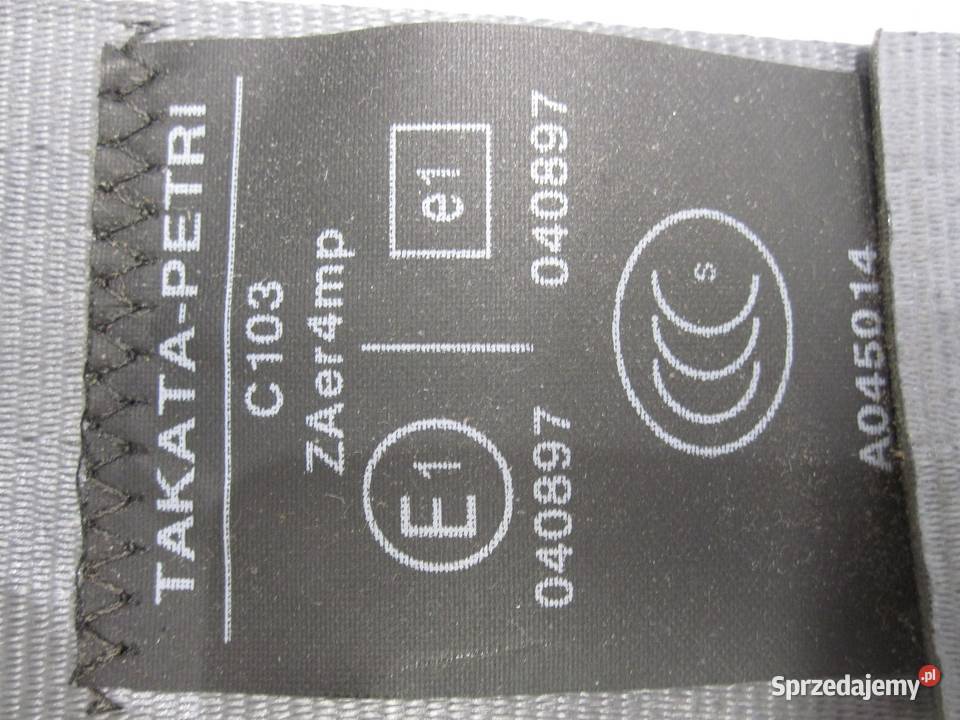 TAKATA-PETRI
C103
ZAer4mp
E1 e1
040897 040897
S
A045014
Sprzedajemy.pl